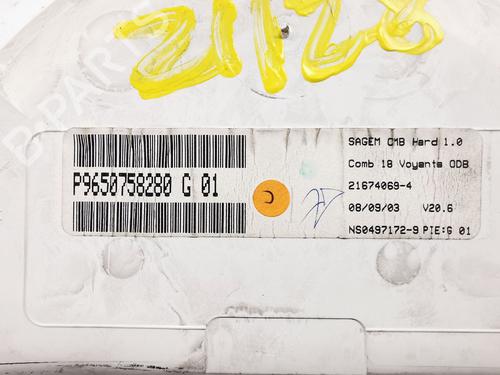 21128
B-PARTS
P9650758280 G 01
C
SAGEM CMB Hard 1.0
Comb 18 Voyants ODB
21674069-4
08/09/03 V20.6
NS0497172-9 PIE:G 01